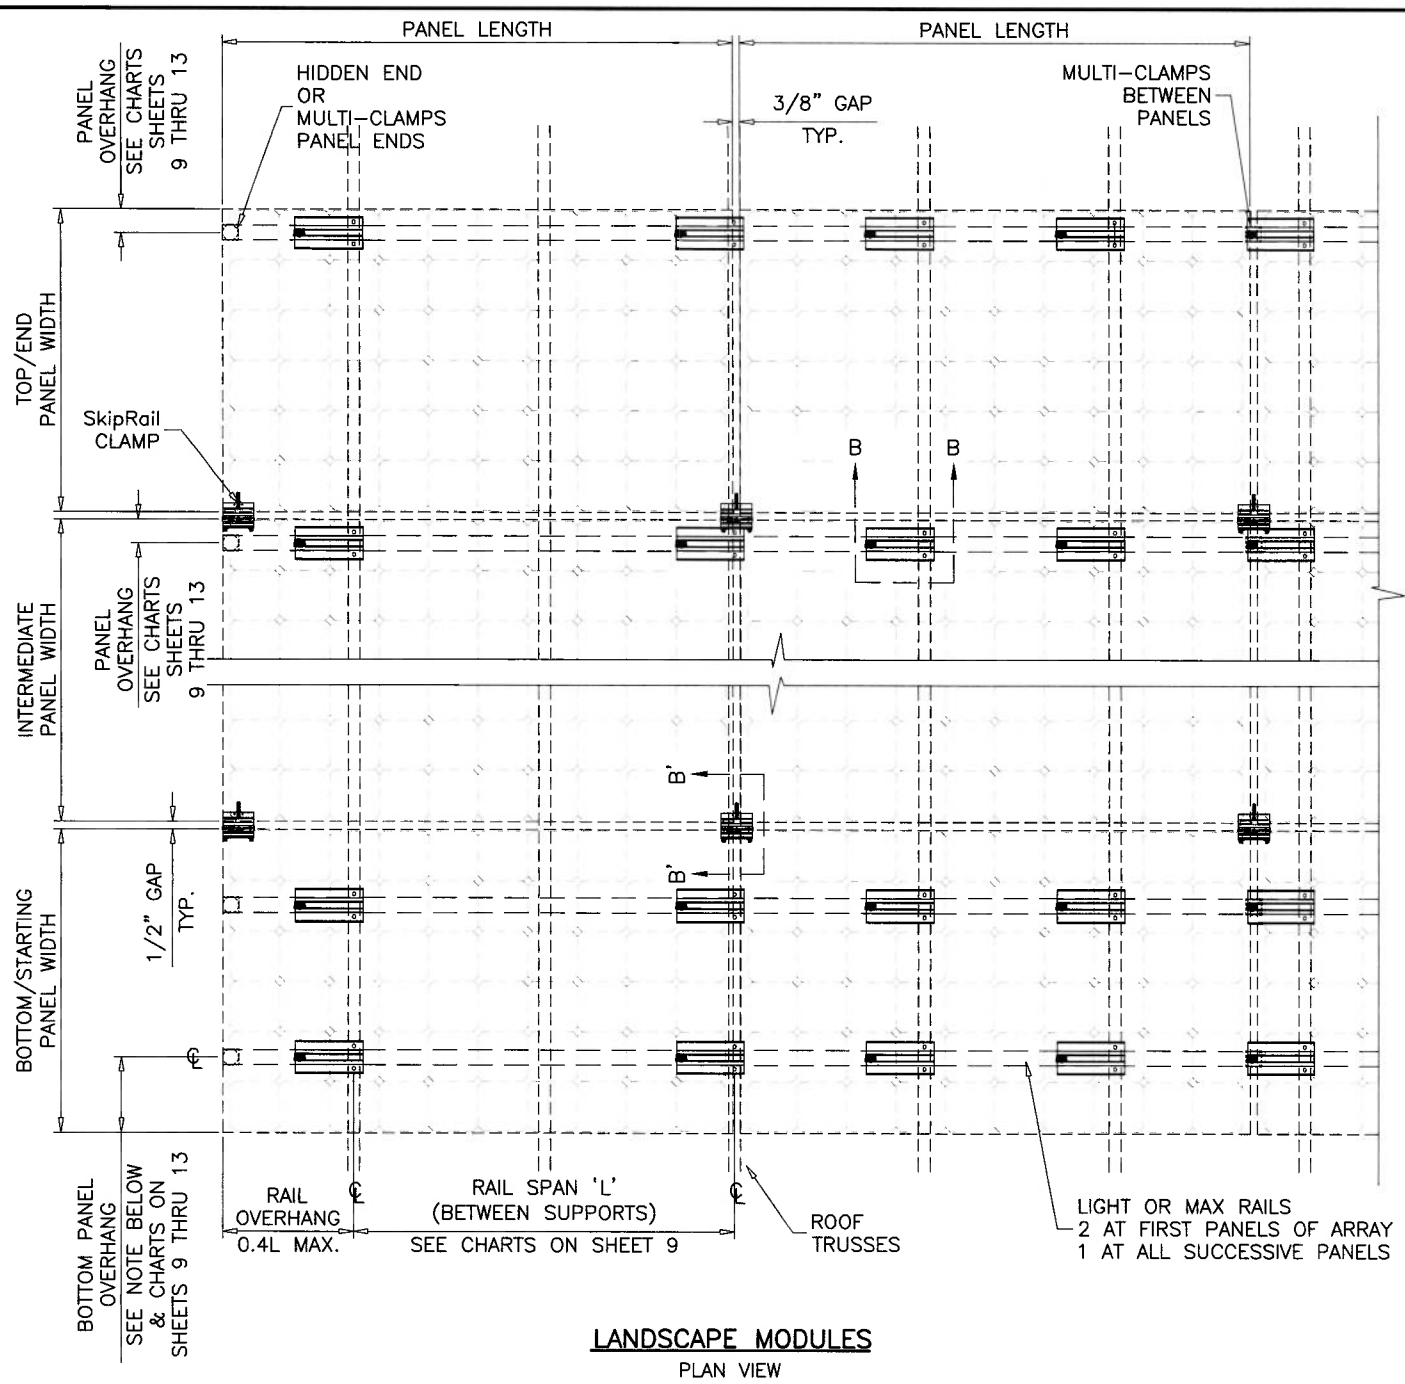 PANEL LENGTH
PANEL LENGTH
PANEL
OVERHANG
SEE CHARTS
SHEETS
9 THRU 13
HIDDEN END
OR
MULTI-CLAMPS
PANEL ENDS
3/8" GAP
TYP.
MULTI-CLAMPS
BETWEEN
PANELS
TOP/END
PANEL WIDTH
SkipRail
CLAMP
B
B
PANEL
OVERHANG
SEE CHARTS
SHEETS
9 THRU 13
INTERMEDIATE
PANEL WIDTH
B'
B'
1/2" GAP
TYP.
BOTTOM/STARTING
PANEL WIDTH
BOTTOM PANEL
OVERHANG
SEE NOTE BELOW
& CHARTS ON
SHEETS 9 THRU 13
RAIL
OVERHANG
0.4L MAX.
RAIL SPAN 'L'
(BETWEEN SUPPORTS)
SEE CHARTS ON SHEET 9
ROOF
TRUSSES
LIGHT OR MAX RAILS
2 AT FIRST PANELS OF ARRAY
1 AT ALL SUCCESSIVE PANELS
LANDSCAPE MODULES
PLAN VIEW